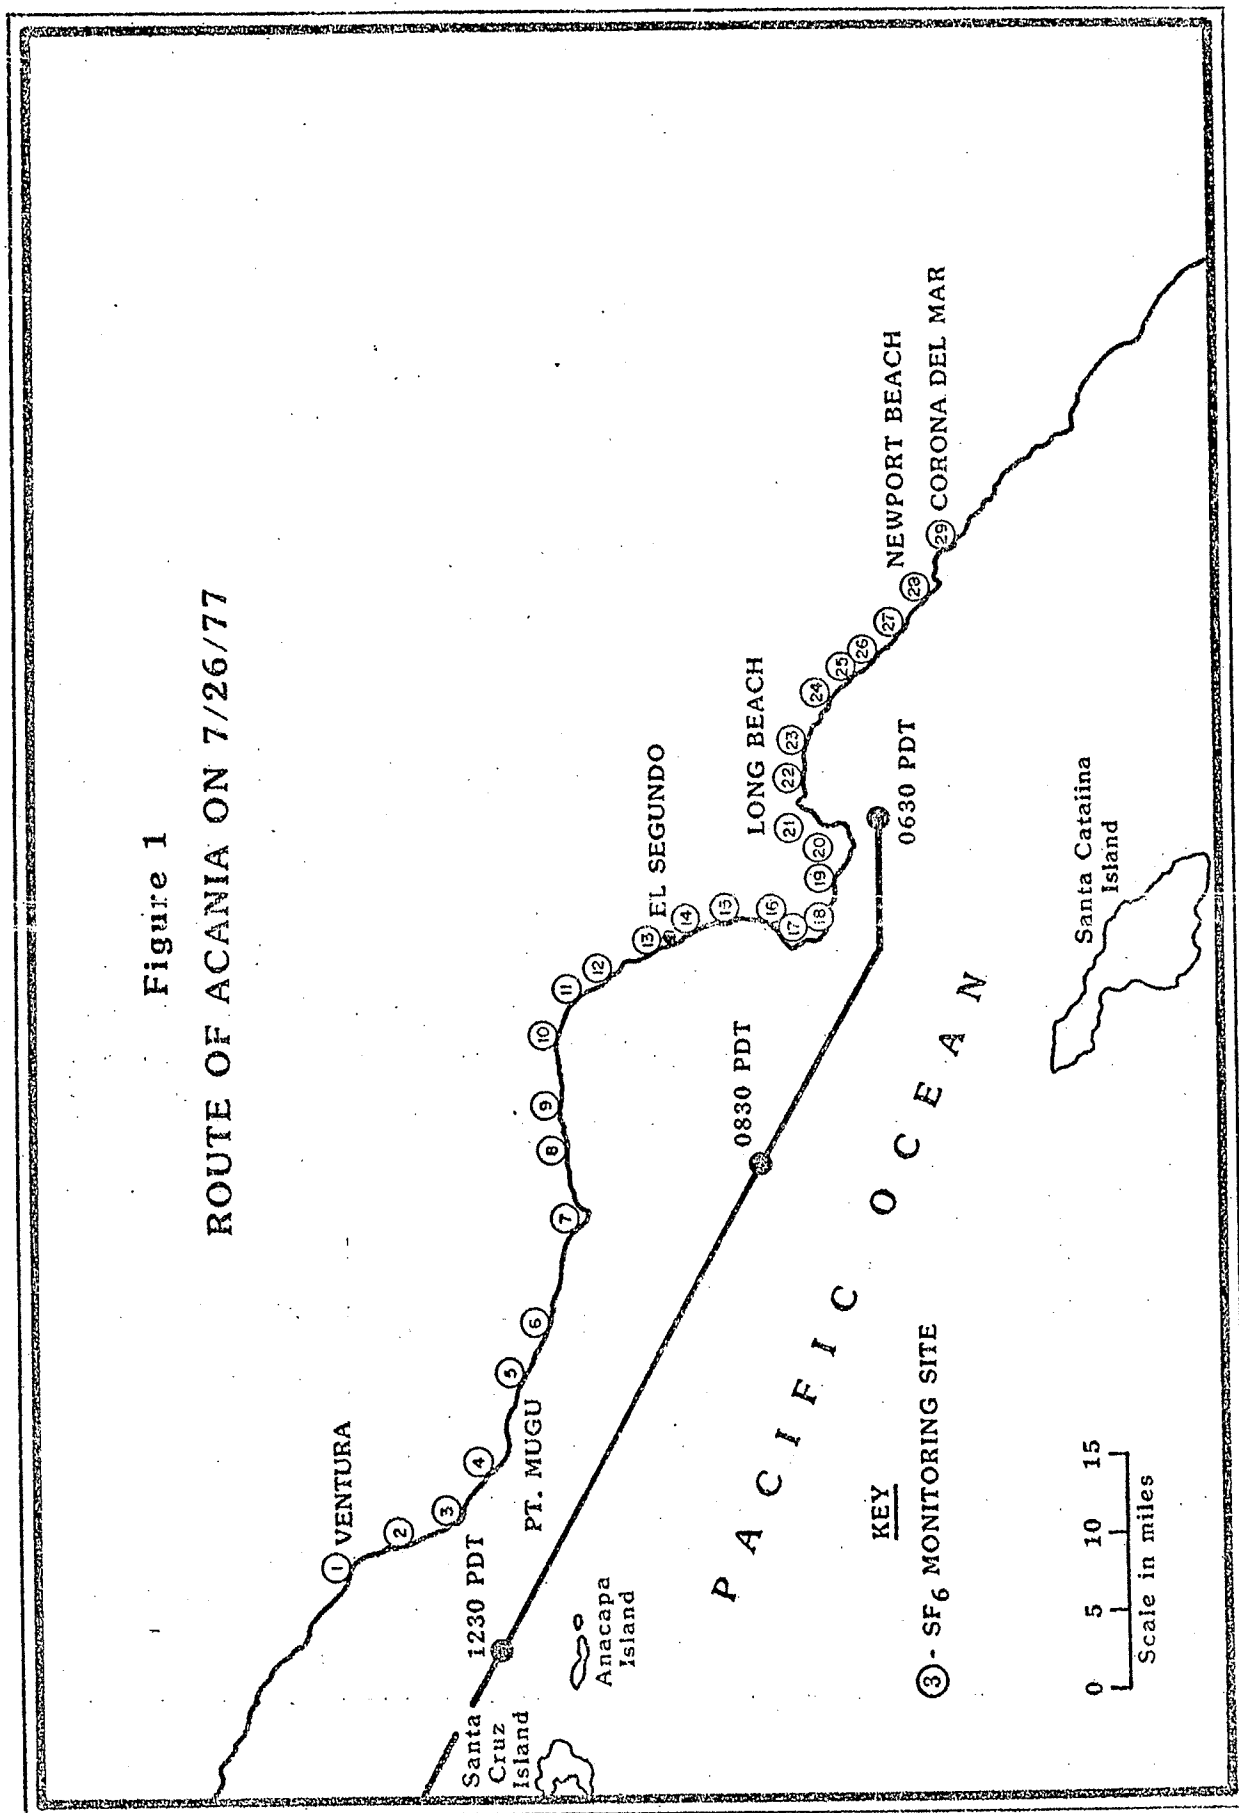 Figure 1
ROUTE OF ACANIA ON 7/26/77
1 VENTURA
2
3
4
PT. MUGU
5
6
7
8
9
10
11
12
13 EL SEGUNDO
14
15
16
17
18
19
20
21
LONG BEACH
22
23
24
25
26
27
28
NEWPORT BEACH
29 CORONA DEL MAR
1230 PDT
0830 PDT
0630 PDT
Santa
Cruz
Island
Anacapa
Island
Santa Catalina
Island
PACIFIC OCEAN
KEY
3 - SF6 MONITORING SITE
0 5 10 15
Scale in miles